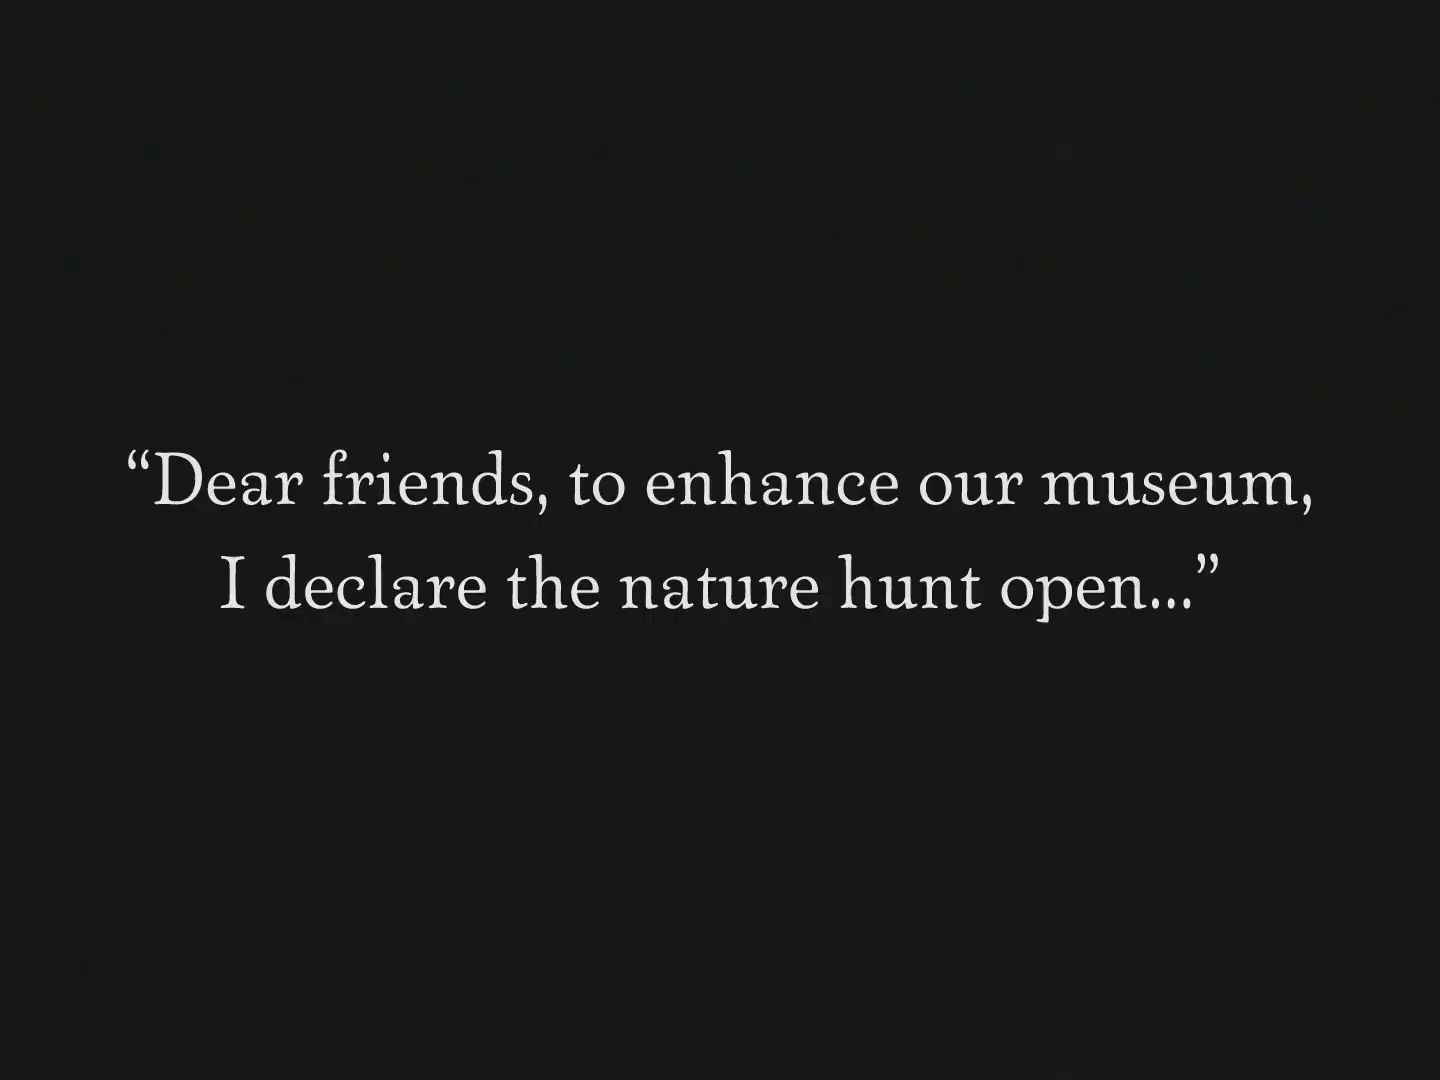 “Dear friends, to enhance our museum,
I declare the nature hunt open...”